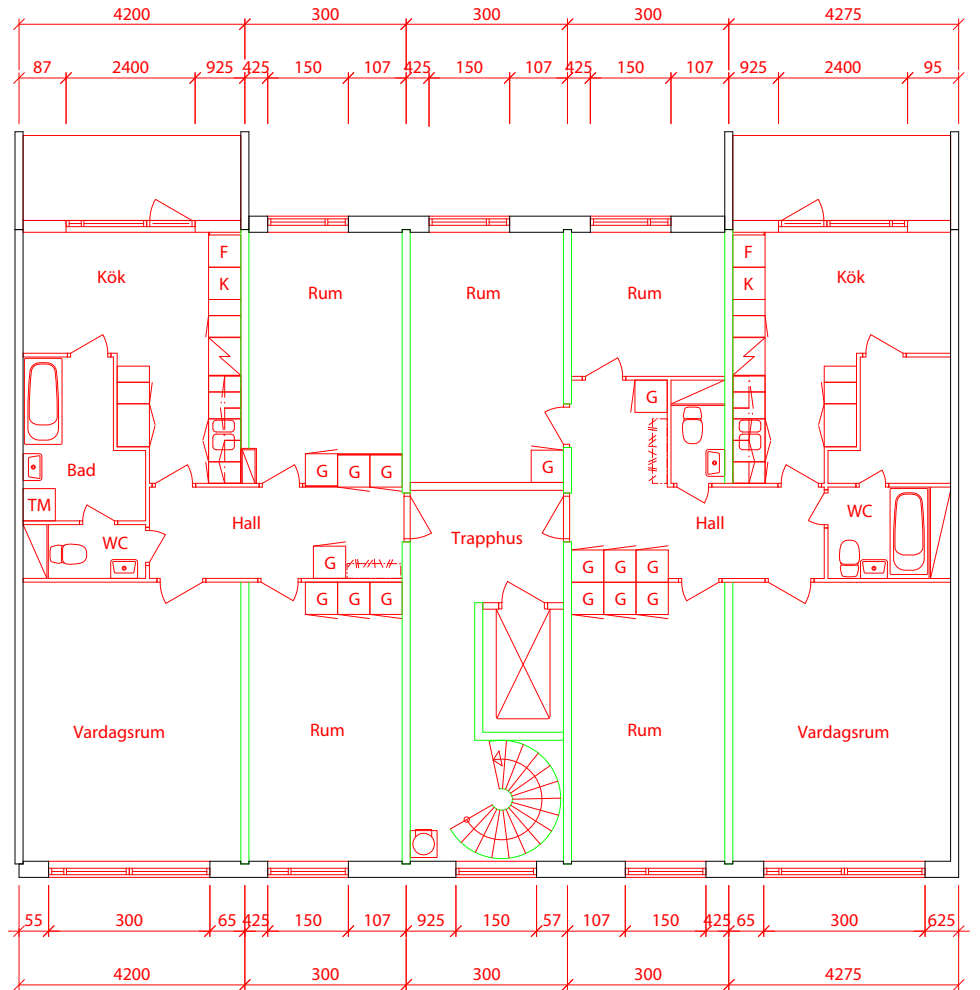 4200 300 300 300 4275
87 2400 925 425 150 107 425 150 107 425 150 107 925 2400 95
F F
Kök K Rum Rum Rum K Kök
G
Bad G G G G
TM
WC Hall Trapphus Hall WC
G G G G
G G G G G G
Vardagsrum Rum Rum Vardagsrum
55 300 65 425 150 107 925 150 57 107 150 425 65 300 625
4200 300 300 300 4275